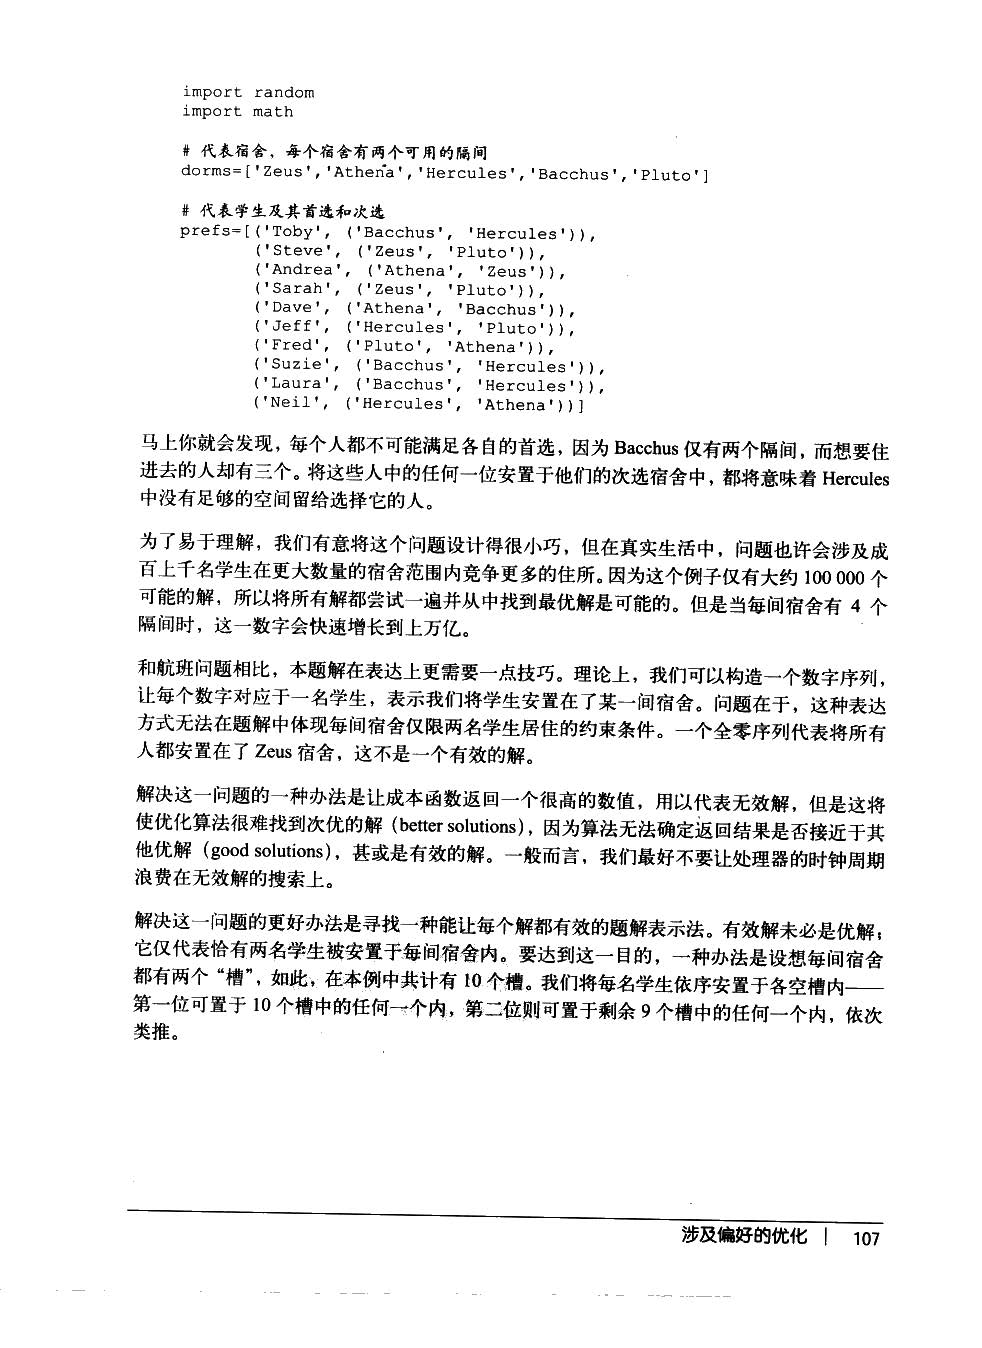 import random
import math
# 代表宿舍，每个宿舍有两个可用的隔间
dorms=['Zeus','Athena','Hercules','Bacchus','Pluto']
# 代表学生及其首选和次选
prefs=[('Toby', ('Bacchus', 'Hercules')),
('Steve', ('Zeus', 'Pluto')),
('Andrea', ('Athena', 'Zeus')),
('Sarah', ('Zeus', 'Pluto')),
('Dave', ('Athena', 'Bacchus')),
('Jeff', ('Hercules', 'Pluto')),
('Fred', ('Pluto', 'Athena')),
('Suzie', ('Bacchus', 'Hercules')),
('Laura', ('Bacchus', 'Hercules')),
('Neil', ('Hercules', 'Athena'))]
马上你就会发现，每个人都不可能满足各自的首选，因为 Bacchus 仅有两个隔间，而想要住
进去的人却有三个。将这些人中的任何一位安置于他们的次选宿舍中，都将意味着 Hercules
中没有足够的空间留给选择它的人。
为了易于理解，我们有意将这个问题设计得很小巧，但在真实生活中，问题也许会涉及成
百上千名学生在更大数量的宿舍范围内竞争更多的住所。因为这个例子仅有大约 100 000 个
可能的解，所以将所有解都尝试一遍并从中找到最优解是可能的。但是当每间宿舍有 4 个
隔间时，这一数字会快速增长到上万亿。
和航班问题相比，本题解在表达上更需要一点技巧。理论上，我们可以构造一个数字序列，
让每个数字对应于一名学生，表示我们将学生安置在了某一间宿舍。问题在于，这种表达
方式无法在题解中体现每间宿舍仅限两名学生居住的约束条件。一个全零序列代表将所有
人都安置在了 Zeus 宿舍，这不是一个有效的解。
解决这一问题的一种办法是让成本函数返回一个很高的数值，用以代表无效解，但是这将
使优化算法很难找到次优的解（better solutions），因为算法无法确定返回结果是否接近于其
他优解（good solutions），甚或是有效的解。一般而言，我们最好不要让处理器的时钟周期
浪费在无效解的搜索上。
解决这一问题的更好办法是寻找一种能让每个解都有效的题解表示法。有效解未必是优解；
它仅代表恰有两名学生被安置于每间宿舍内。要达到这一目的，一种办法是设想每间宿舍
都有两个“槽”，如此，在本例中共计有 10 个槽。我们将每名学生依序安置于各空槽内——
第一位可置于 10 个槽中的任何一个内，第二位则可置于剩余 9 个槽中的任何一个内，依次
类推。
涉及偏好的优化 | 107